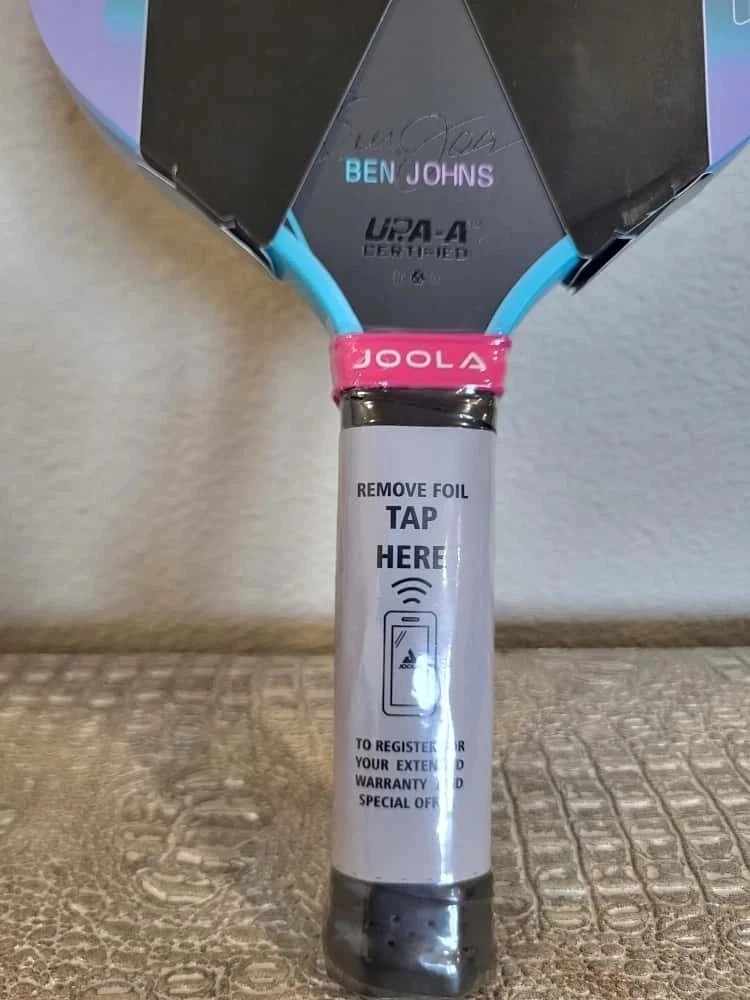 BEN JOHNS
UPA-A
CERTIFIED
JOOLA
REMOVE FOIL
TAP
HERE
JOOLA
TO REGISTER
YOUR
WARRANTY
SPECIAL